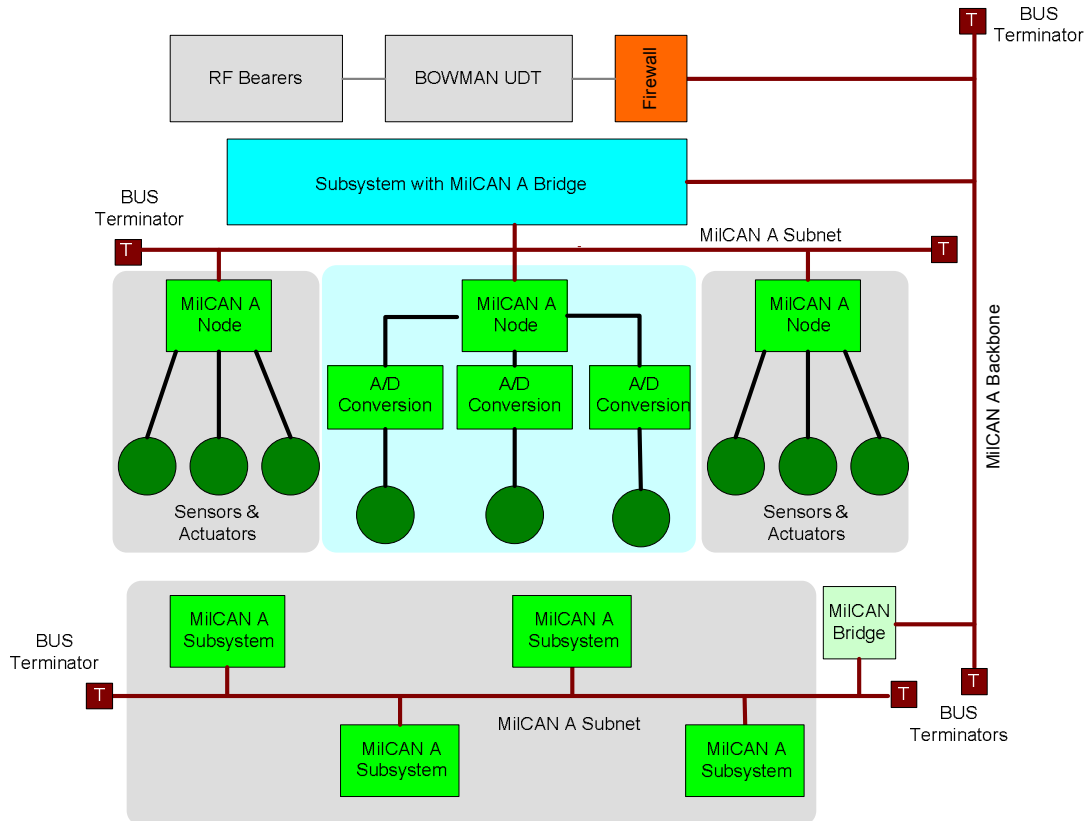 T
BUS
Terminator
RF Bearers
BOWMAN UDT
Firewall
Subsystem with MilCAN A Bridge
BUS
Terminator
T
MilCAN A Subnet
T
MilCAN A
Node
MilCAN A
Node
MilCAN A
Node
A/D
Conversion
A/D
Conversion
A/D
Conversion
MilCAN A Backbone
Sensors &
Actuators
Sensors &
Actuators
MilCAN A
Subsystem
MilCAN A
Subsystem
MilCAN
Bridge
BUS
Terminator
T
T
T
MilCAN A Subnet
BUS
Terminators
MilCAN A
Subsystem
MilCAN A
Subsystem